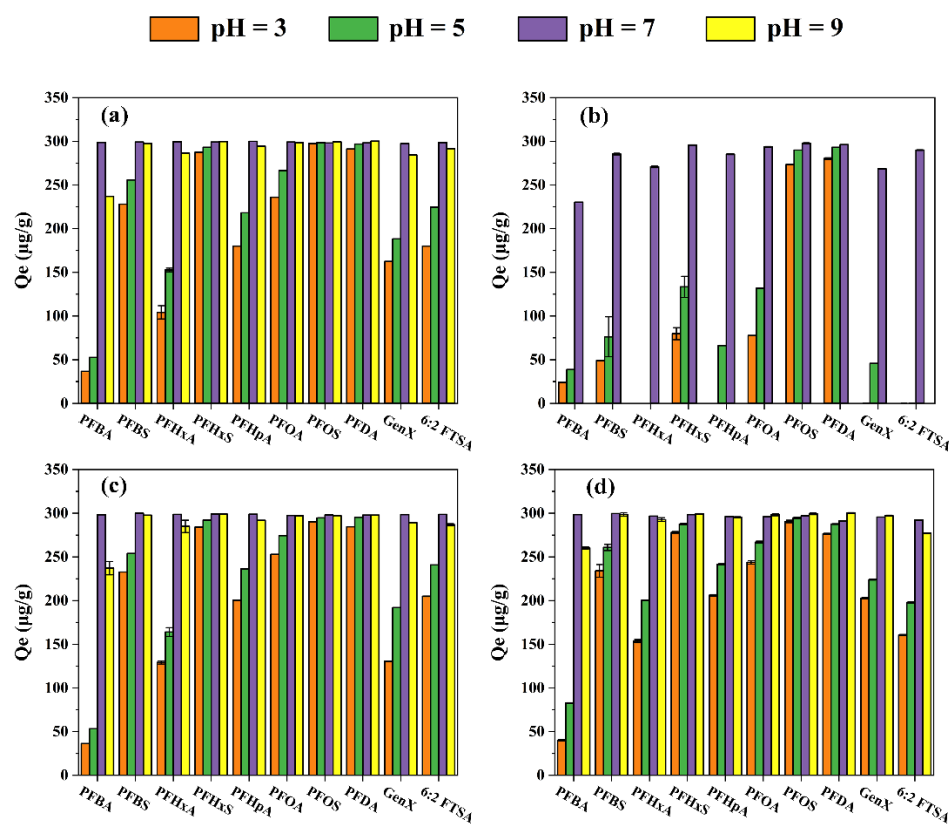 pH = 3 pH = 5 pH = 7 pH = 9
(a)
Qe (µg/g)
350
300
250
200
150
100
50
0
PFBA PFBS PFHxA PFHxS PFHpA PFOA PFOS PFDA GenX 6:2 FTSA
(b)
Qe (µg/g)
350
300
250
200
150
100
50
0
PFBA PFBS PFHxA PFHxS PFHpA PFOA PFOS PFDA GenX 6:2 FTSA
(c)
Qe (µg/g)
350
300
250
200
150
100
50
0
PFBA PFBS PFHxA PFHxS PFHpA PFOA PFOS PFDA GenX 6:2 FTSA
(d)
Qe (µg/g)
350
300
250
200
150
100
50
0
PFBA PFBS PFHxA PFHxS PFHpA PFOA PFOS PFDA GenX 6:2 FTSA